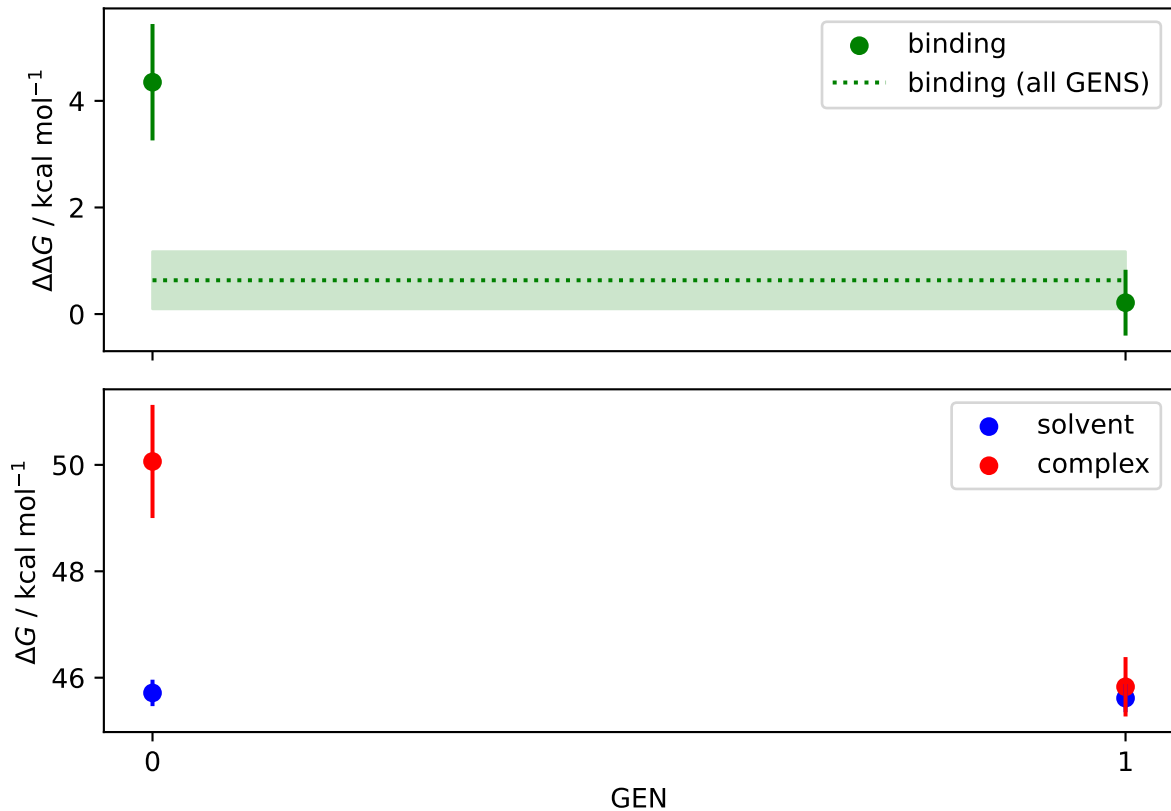 binding
binding (all GENS)
ΔΔG / kcal mol⁻¹
4
2
0
solvent
complex
ΔG / kcal mol⁻¹
50
48
46
0
1
GEN